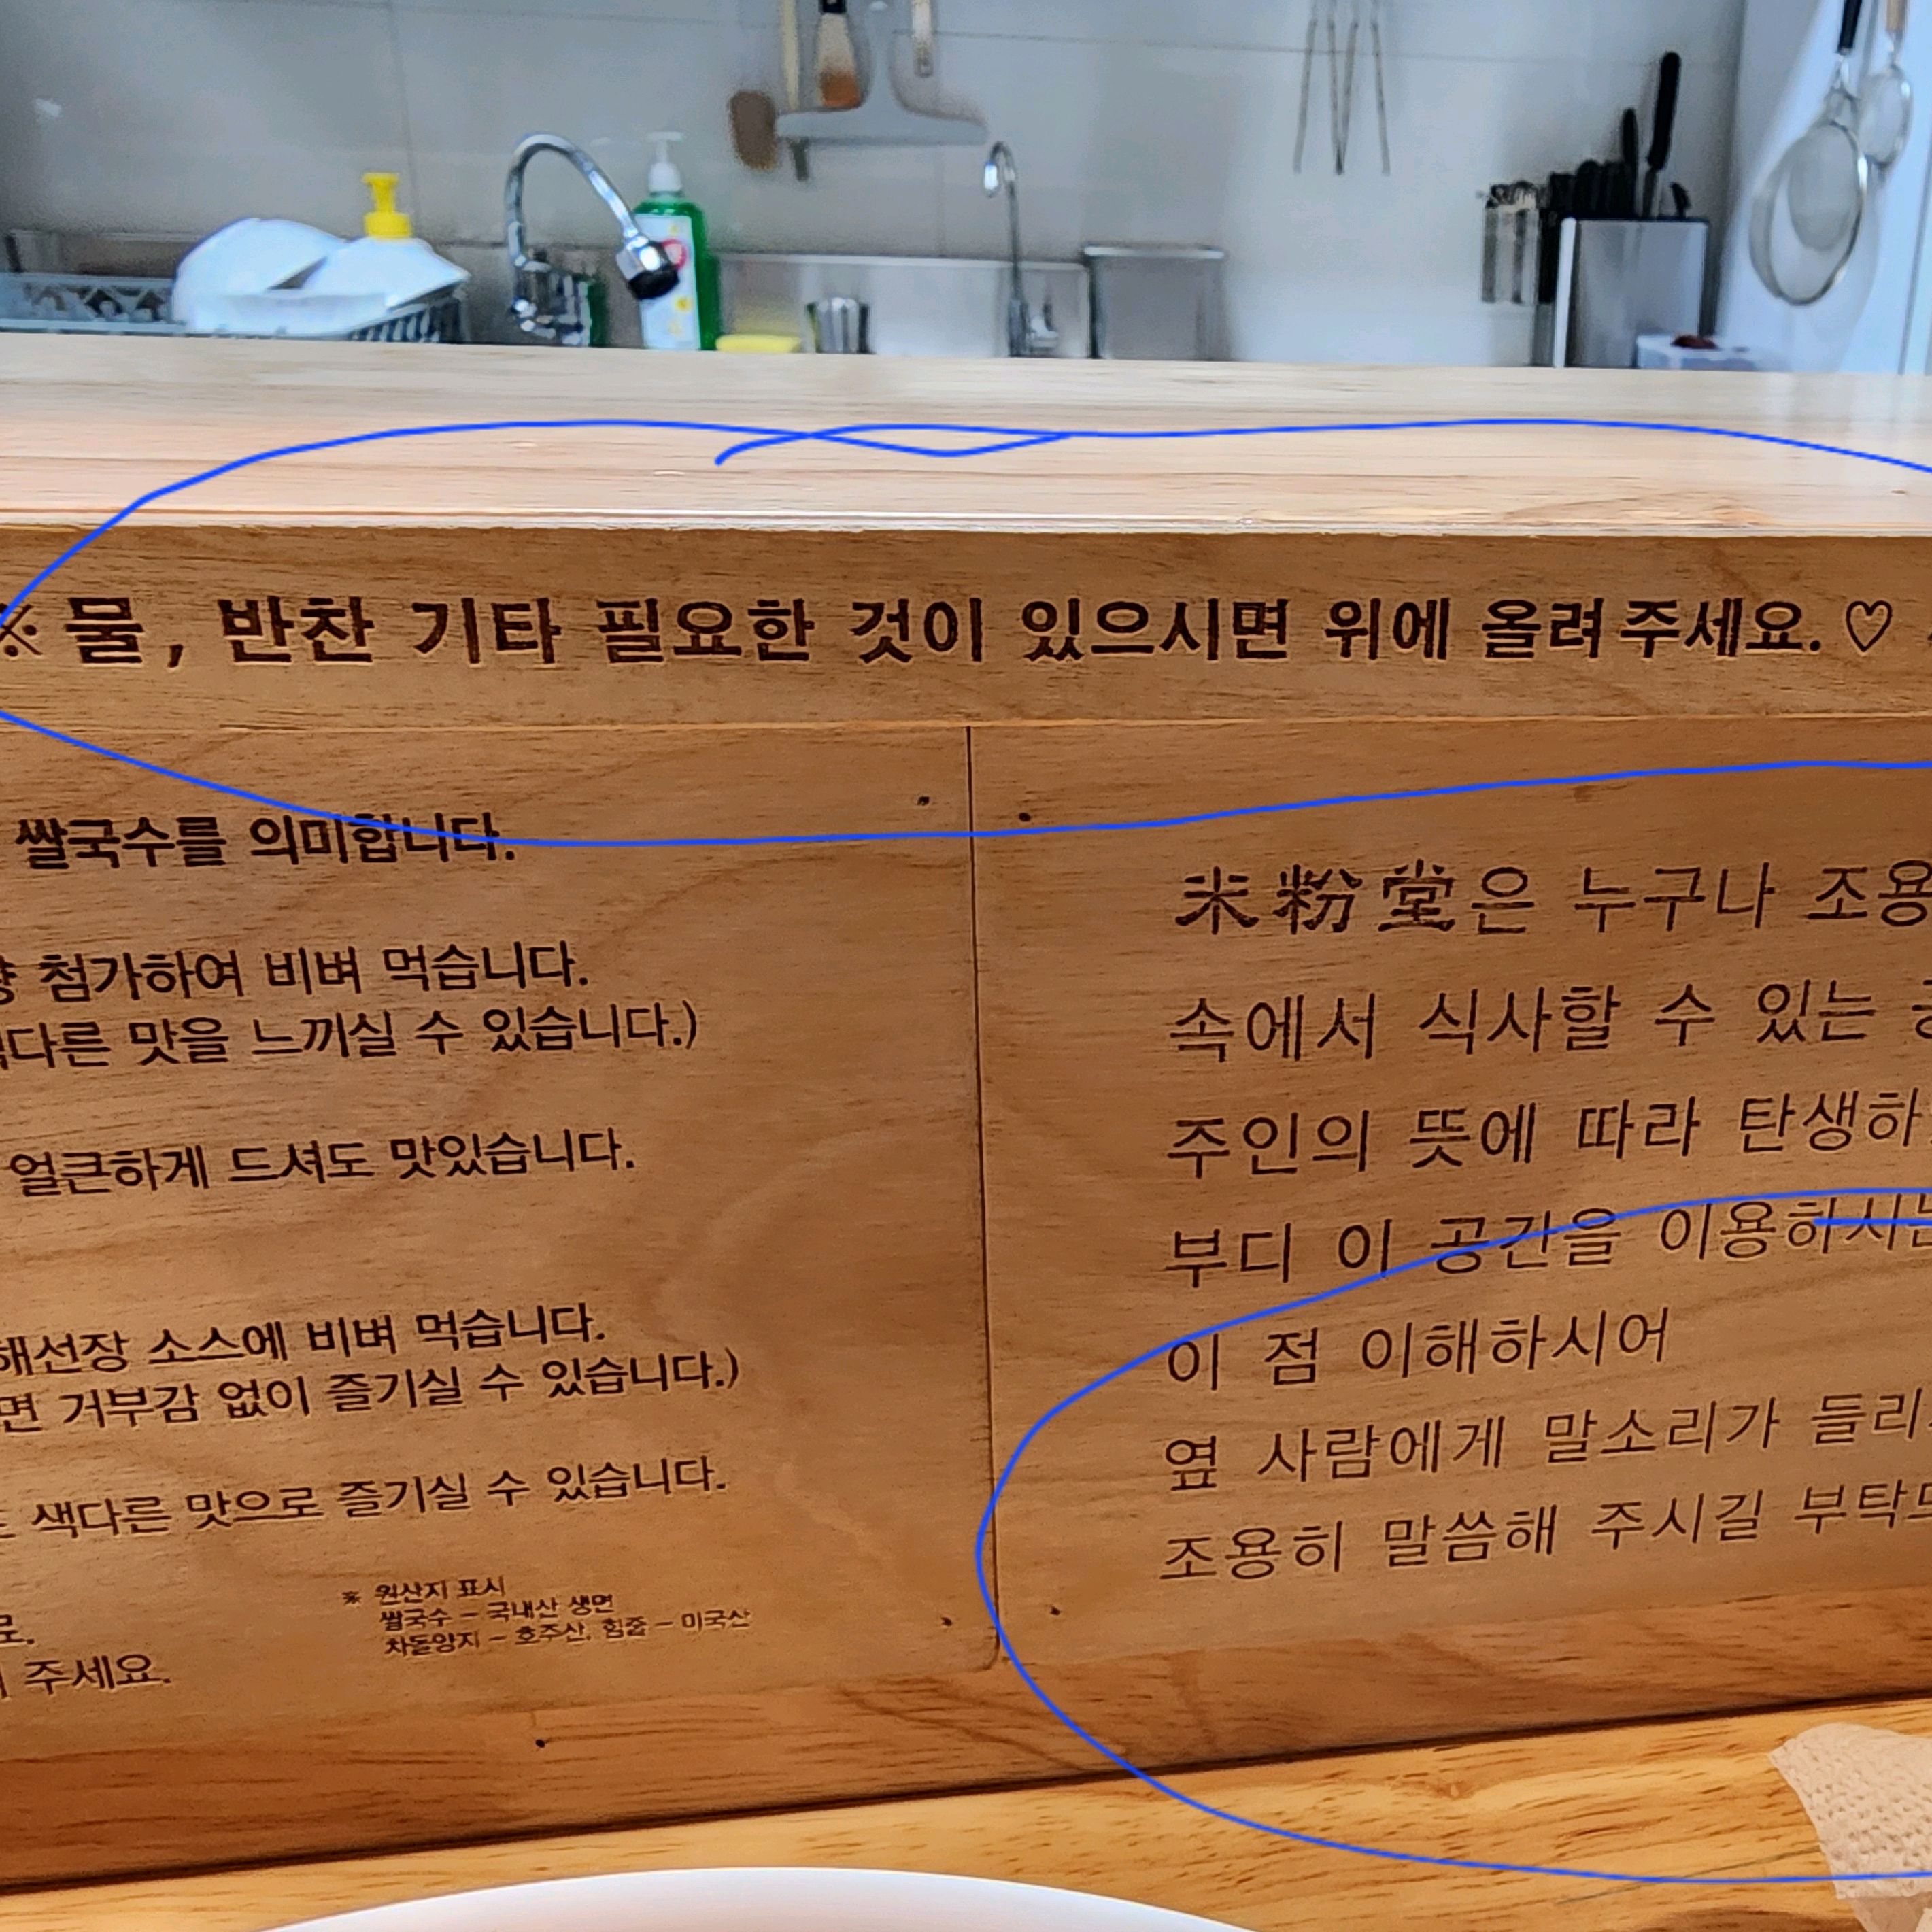 ※ 물, 반찬 기타 필요한 것이 있으시면 위에 올려주세요.♡
쌀국수를 의미합니다.
첨가하여 비벼 먹습니다.
맛을 느끼실 수 있습니다.)
얼큰하게 드셔도 맛있습니다.
해선장 소스에 비벼 먹습니다.
면 거부감 없이 즐기실 수 있습니다.)
색다른 맛으로 즐기실 수 있습니다.
주세요.
※ 원산지 표시
쌀국수 - 국내산 생면
차돌양지 - 호주산, 힘줄 - 미국산
米粉堂은 누구나 조용
속에서 식사할 수 있는
주인의 뜻에 따라 탄생하
부디 이 공간을 이용하시는
이 점 이해하시어
옆 사람에게 말소리가 들리
조용히 말씀해 주시길 부탁드